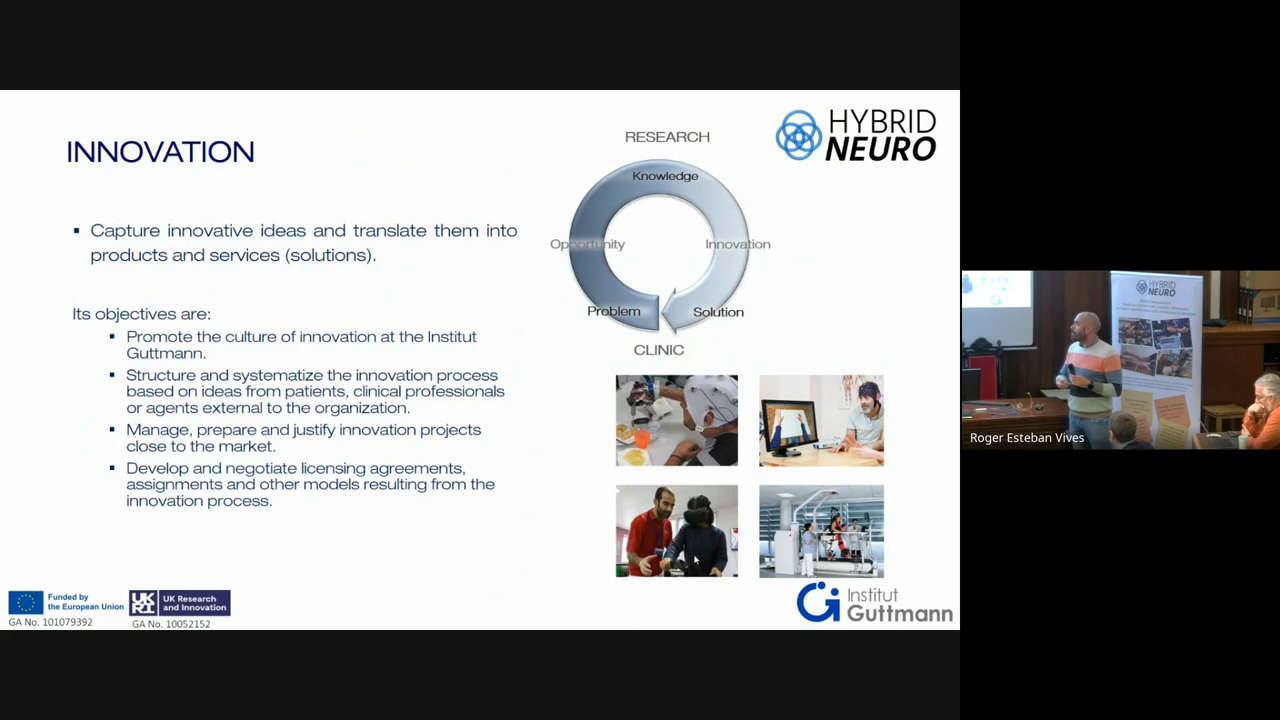 INNOVATION
▪ Capture innovative ideas and translate them into
products and services (solutions).
Its objectives are:
▪ Promote the culture of innovation at the Institut
Guttmann.
▪ Structure and systematize the innovation process
based on ideas from patients, clinical professionals
or agents external to the organization.
▪ Manage, prepare and justify innovation projects
close to the market.
▪ Develop and negotiate licensing agreements,
assignments and other models resulting from the
innovation process.
RESEARCH
Knowledge
Opportunity
Innovation
Problem
Solution
CLINIC
HYBRID
NEURO
Funded by
the European Union
GA No. 101079392
UK
RI
UK Research
and Innovation
GA No. 10052152
Institut
Guttmann
HYBRID
NEURO
Roger Esteban Vives